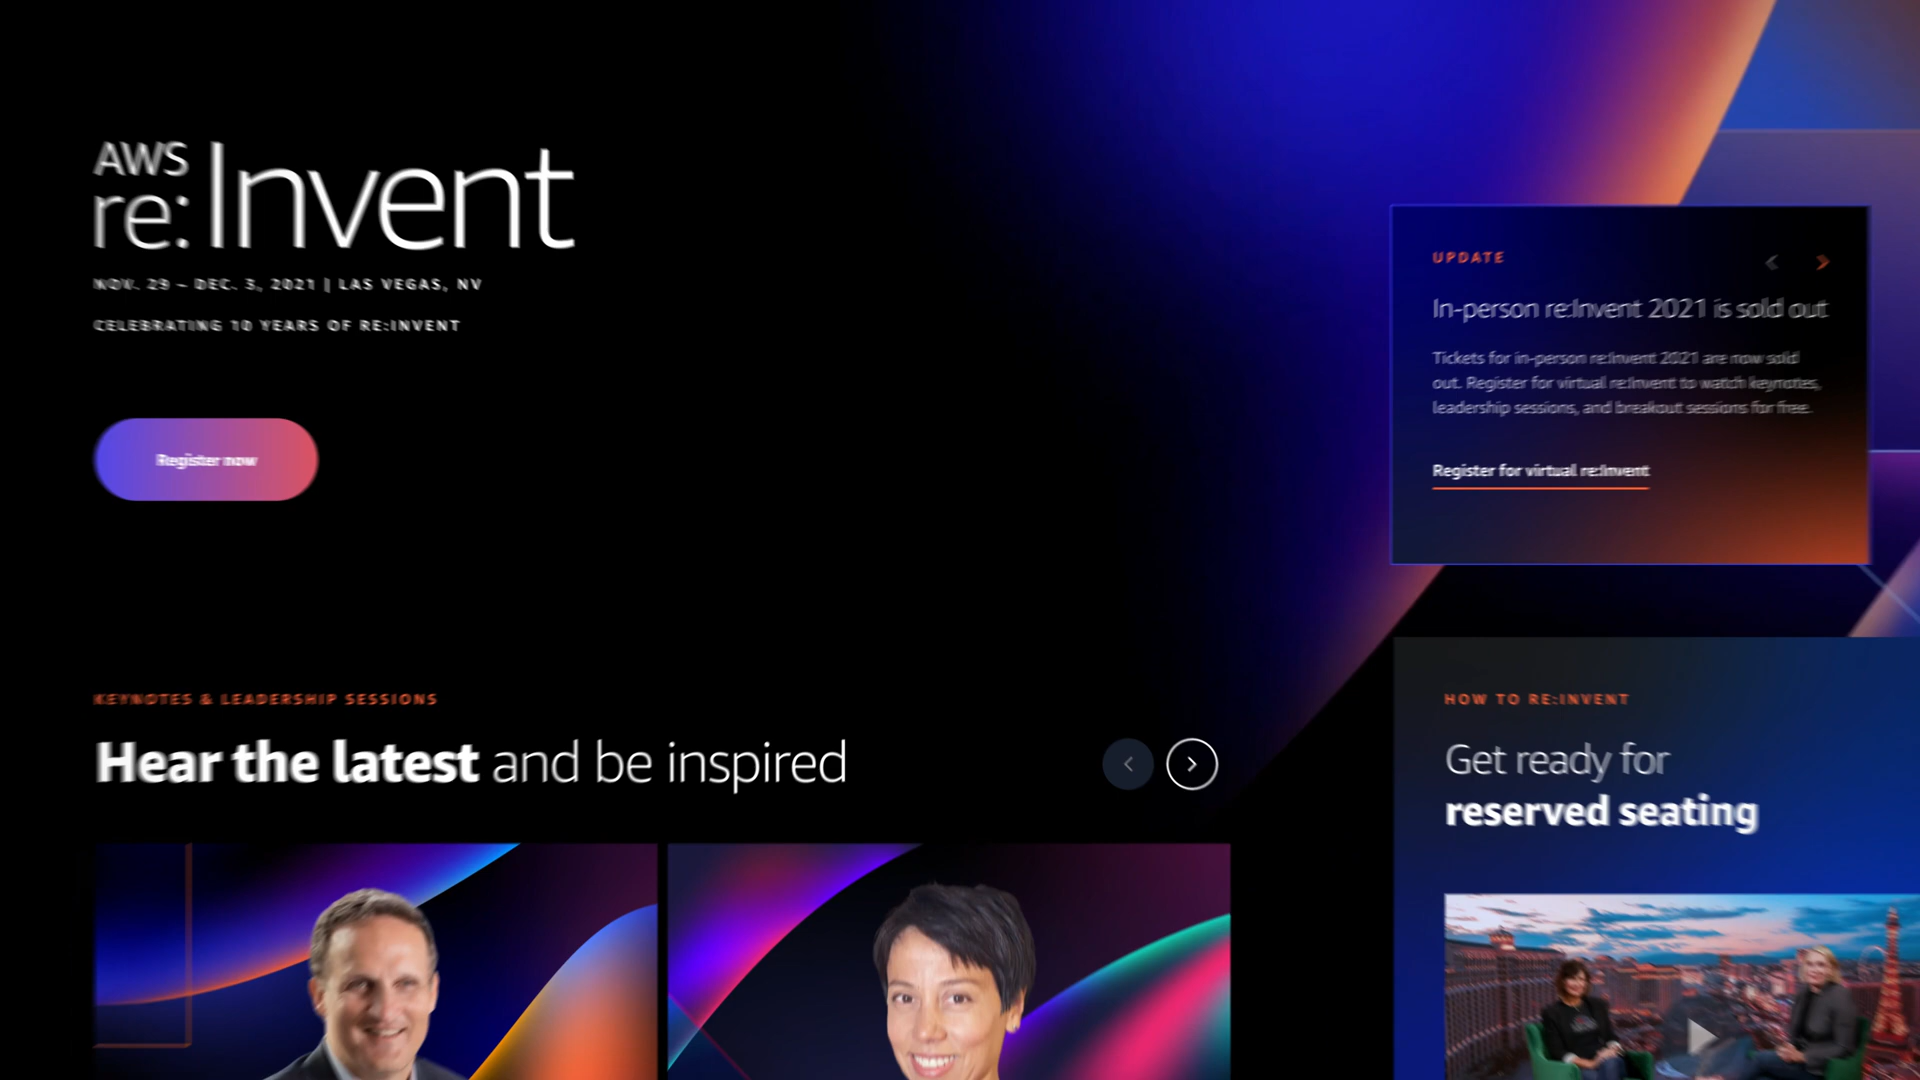 AWS
re:Invent
NOV. 29 – DEC. 3, 2021 | LAS VEGAS, NV
CELEBRATING 10 YEARS OF RE:INVENT
Register now
UPDATE
In-person re:Invent 2021 is sold out
Tickets for in-person re:Invent 2021 are now sold
out. Register for virtual re:Invent to watch keynotes,
leadership sessions, and breakout sessions for free.
Register for virtual re:Invent
KEYNOTES & LEADERSHIP SESSIONS
Hear the latest and be inspired
HOW TO RE:INVENT
Get ready for
reserved seating